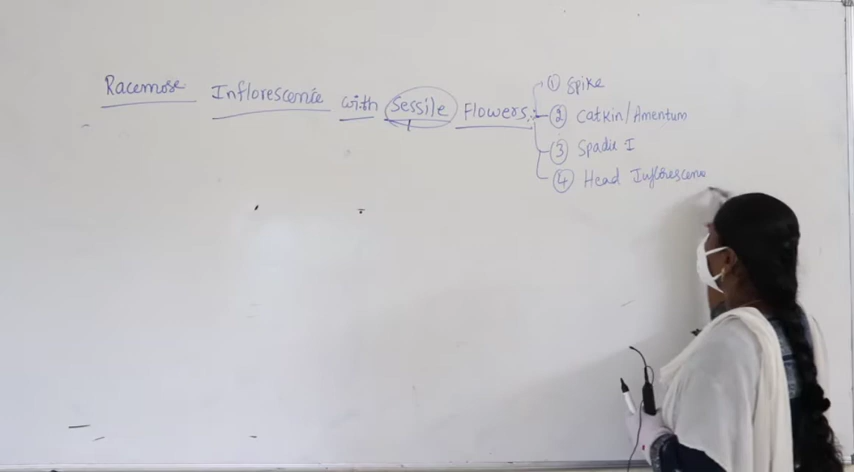 Racemose Inflorescence with Sessile Flowers:-
① Spike
② Catkin/Amentum
③ Spadix I
④ Head Inflorescence